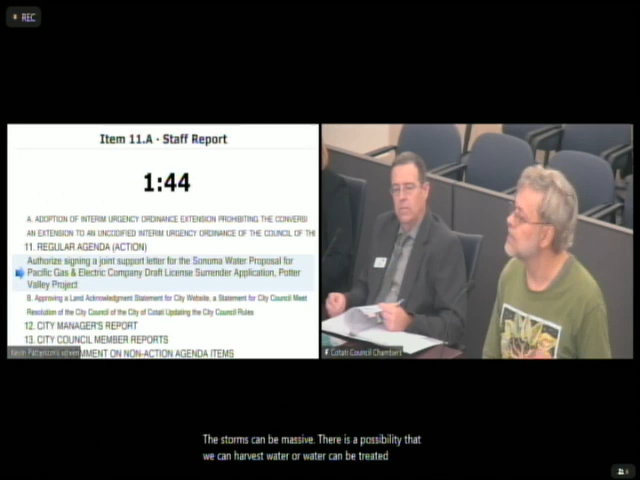 REC
Item 11.A - Staff Report
1:44
A. ADOPTION OF INTERIM URGENCY ORDINANCE EXTENSION PROHIBITING THE CONVERSI
AN EXTENSION TO AN UNCODIFIED INTERIM URGENCY ORDINANCE OF THE COUNCIL OF TH
11. REGULAR AGENDA (ACTION)
Authorize signing a joint support letter for the Sonoma Water Proposal for
Pacific Gas & Electric Company Draft License Surrender Application, Potter
Valley Project
B. Approving a Land Acknowledgment Statement for City Website, a Statement for City Council Meet
Resolution of the City Council of the City of Cotati Updating the City Council Rules
12. CITY MANAGER'S REPORT
13. CITY COUNCIL MEMBER REPORTS
MMENT ON NON-ACTION AGENDA ITEMS
Kevin Patterson's screen
Cotati Council Chambers
The storms can be massive. There is a possibility that
we can harvest water or water can be treated